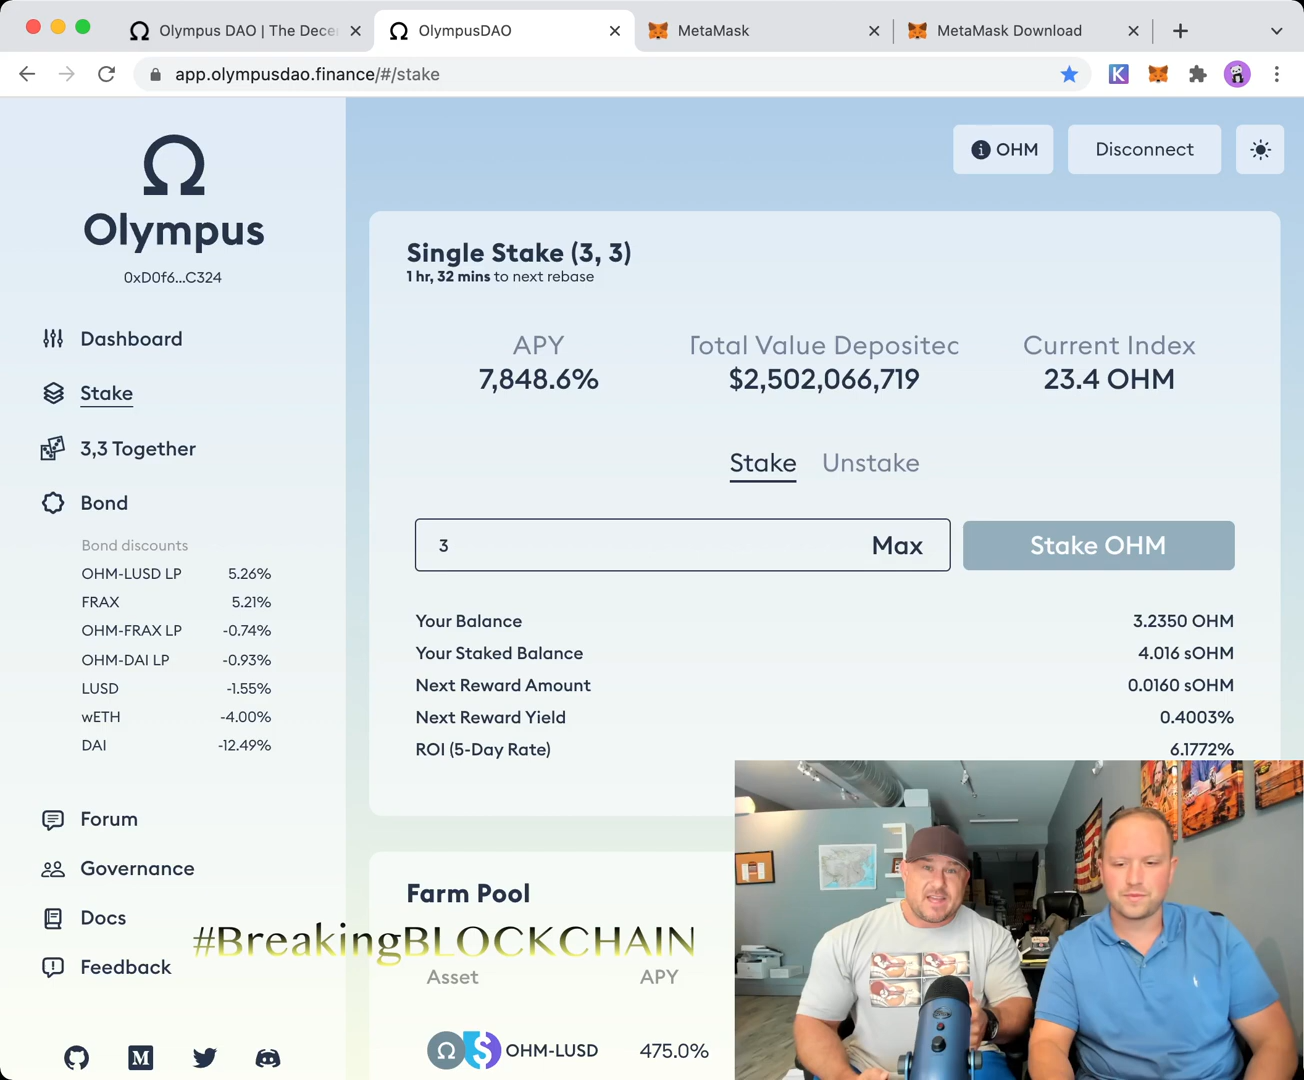 Olympus DAO | The Dece
OlympusDAO
MetaMask
MetaMask Download
app.olympusdao.finance/#/stake
K
OHM
Disconnect
Olympus
0xD0f6...C324
Dashboard
Stake
3,3 Together
Bond
Bond discounts
OHM-LUSD LP 5.26%
FRAX 5.21%
OHM-FRAX LP -0.74%
OHM-DAI LP -0.93%
LUSD -1.55%
wETH -4.00%
DAI -12.49%
Forum
Governance
Docs
Feedback
Single Stake (3, 3)
1 hr, 32 mins to next rebase
APY
7,848.6%
Total Value Deposited
$2,502,066,719
Current Index
23.4 OHM
Stake Unstake
3 Max Stake OHM
Your Balance 3.2350 OHM
Your Staked Balance 4.016 sOHM
Next Reward Amount 0.0160 sOHM
Next Reward Yield 0.4003%
ROI (5-Day Rate) 6.1772%
Farm Pool
#BreakingBLOCKCHAIN
Asset APY
OHM-LUSD 475.0%